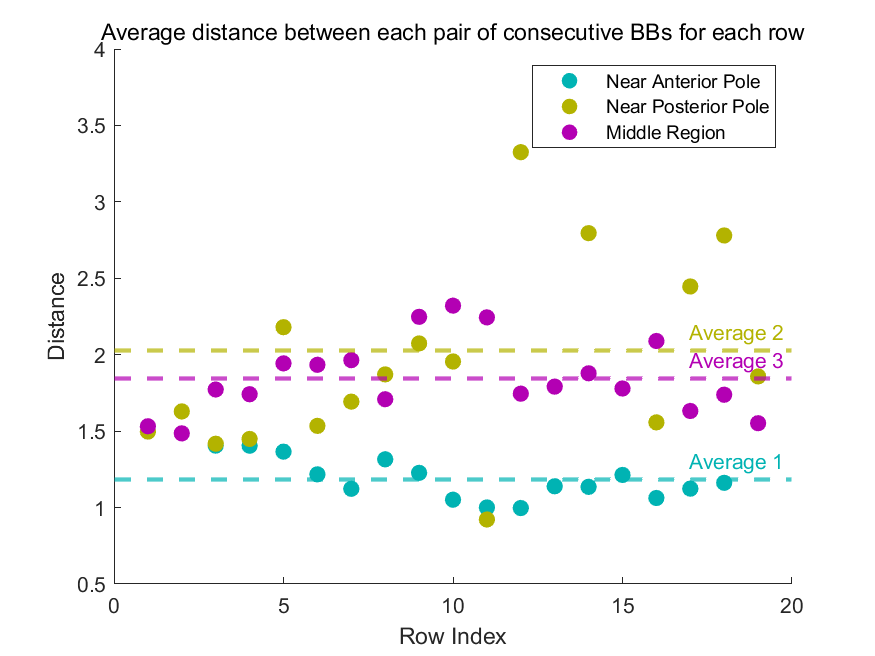 Average distance between each pair of consecutive BBs for each row
4
3.5
3
2.5
2
1.5
1
0.5
Distance
Near Anterior Pole
Near Posterior Pole
Middle Region
Average 2
Average 3
Average 1
0
5
10
15
20
Row Index